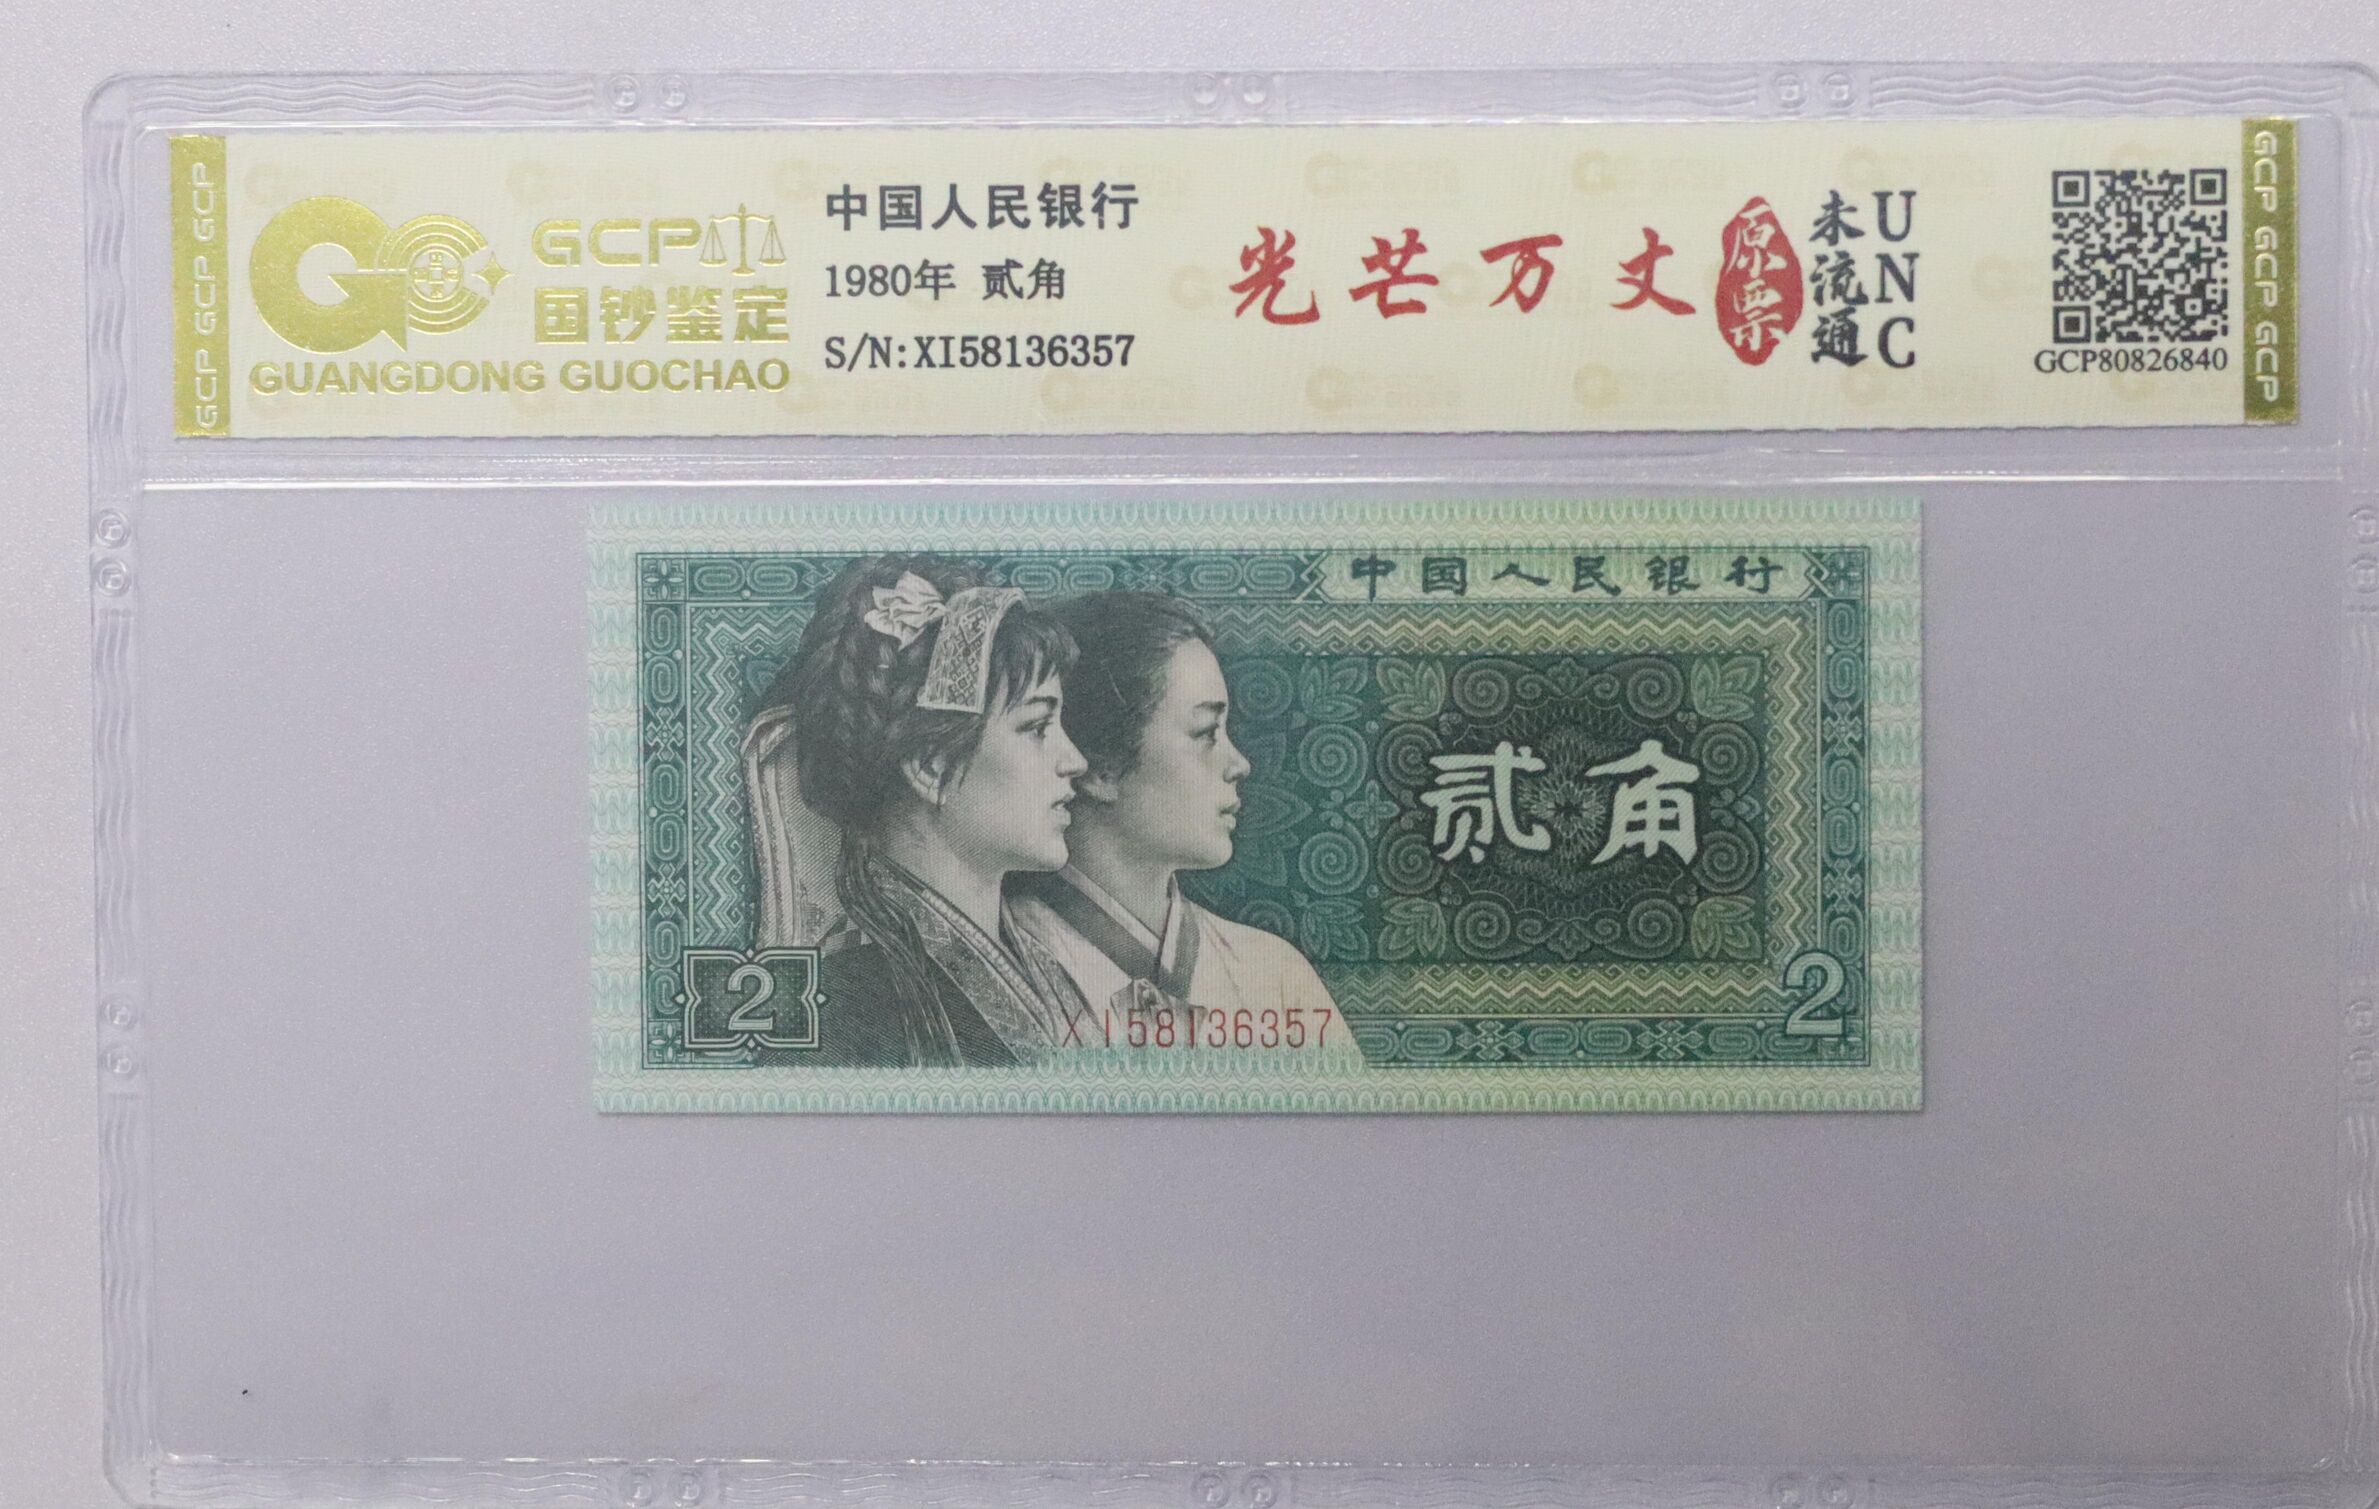 GCP GCP GCP
GCP
国钞鉴定
GUANGDONG GUOCHAO
中国人民银行
1980年 贰角
S/N:XI58136357
光芒万丈
原票
未流通
UNC
GCP80826840
GCP GCP GCP
中国人民银行
贰角
2
2
XI58136357